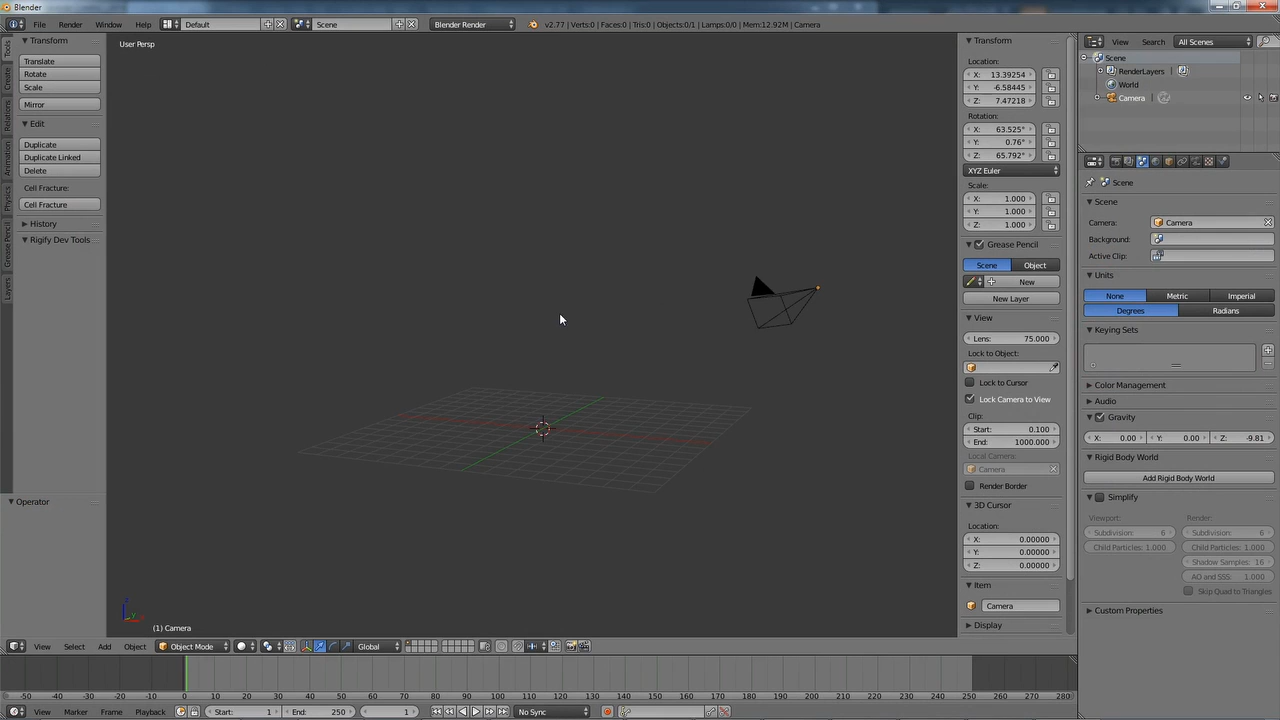 Blender
File
Render
Window
Help
Default
Scene
Blender Render
v2.77 | Verts:0 | Faces:0 | Tris:0 | Objects:0/1 | Lamps:0/0 | Mem:12.92M | Camera
Tools
Create
Relations
Animation
Physics
Grease Pencil
Layers
Transform
Translate
Rotate
Scale
Mirror
Edit
Duplicate
Duplicate Linked
Delete
Cell Fracture:
Cell Fracture
History
Rigify Dev Tools
Operator
User Persp
(1) Camera
Transform
Location:
X: 13.39254
Y: -6.58445
Z: 7.47218
Rotation:
X: 63.525°
Y: 0.76°
Z: 65.792°
XYZ Euler
Scale:
X: 1.000
Y: 1.000
Z: 1.000
Grease Pencil
Scene Object
New
New Layer
View
Lens: 75.000
Lock to Object:
Lock to Cursor
Lock Camera to View
Clip:
Start: 0.100
End: 1000.000
Local Camera:
Camera
Render Border
3D Cursor
Location:
X: 0.00000
Y: 0.00000
Z: 0.00000
Item
Camera
Display
View Search All Scenes
Scene
RenderLayers
World
Camera
Scene
Scene
Camera: Camera
Background:
Active Clip:
Units
None Metric Imperial
Degrees Radians
Keying Sets
Color Management
Audio
Gravity
X: 0.00 Y: 0.00 Z: -9.81
Rigid Body World
Add Rigid Body World
Simplify
Viewport: Render:
Subdivision: 6 Subdivision: 6
Child Particles: 1.000 Child Particles: 1.000
Shadow Samples: 16
AO and SSS: 1.000
Skip Quad to Triangles
Custom Properties
View Select Add Object Object Mode Global
-50 -40 -30 -20 -10 0 10 20 30 40 50 60 70 80 90 100 110 120 130 140 150 160 170 180 190 200 210 220 230 240 250 260 270 280
View Marker Frame Playback Start: 1 End: 250 1 No Sync